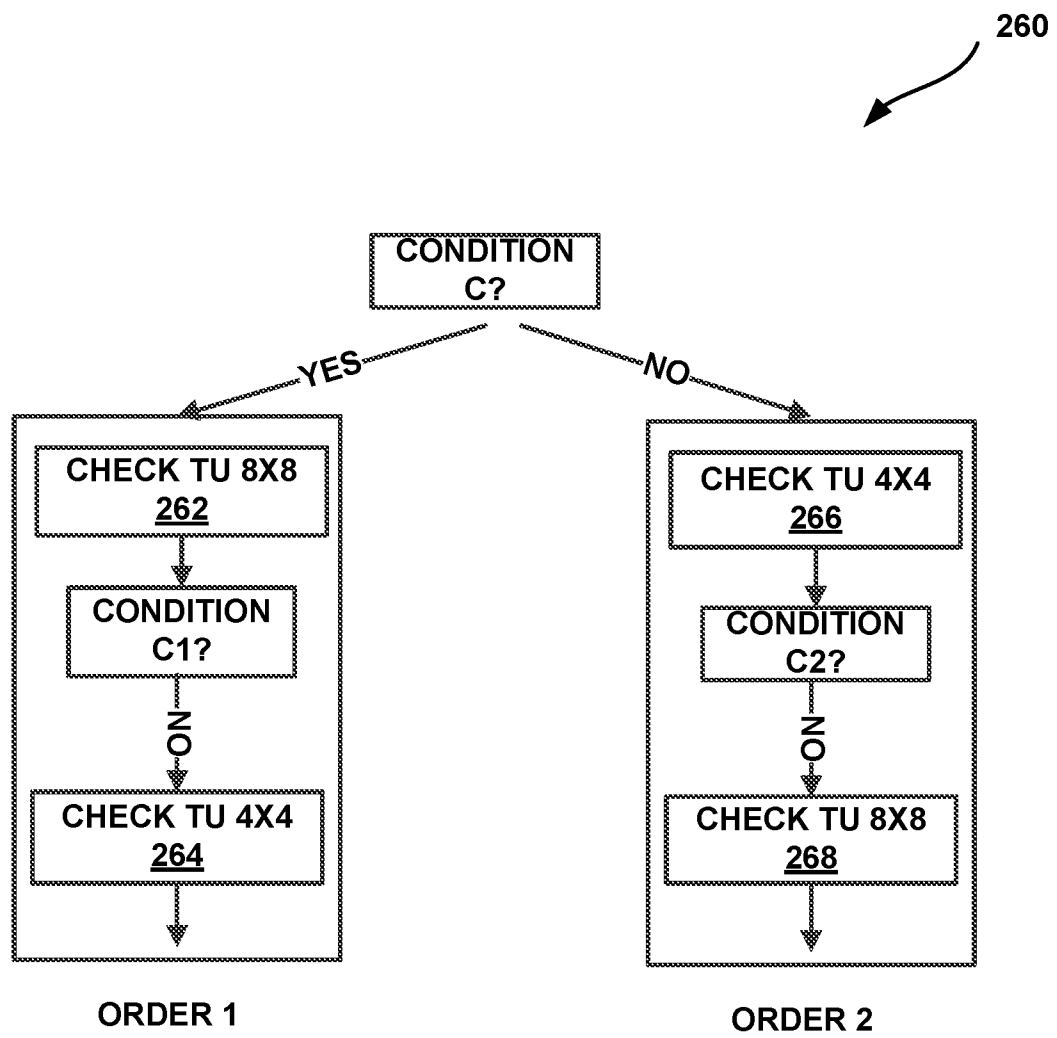 260
CONDITION
C?
YES
NO
CHECK TU 8X8
262
CONDITION
C1?
NO
CHECK TU 4X4
264
ORDER 1
CHECK TU 4X4
266
CONDITION
C2?
NO
CHECK TU 8X8
268
ORDER 2